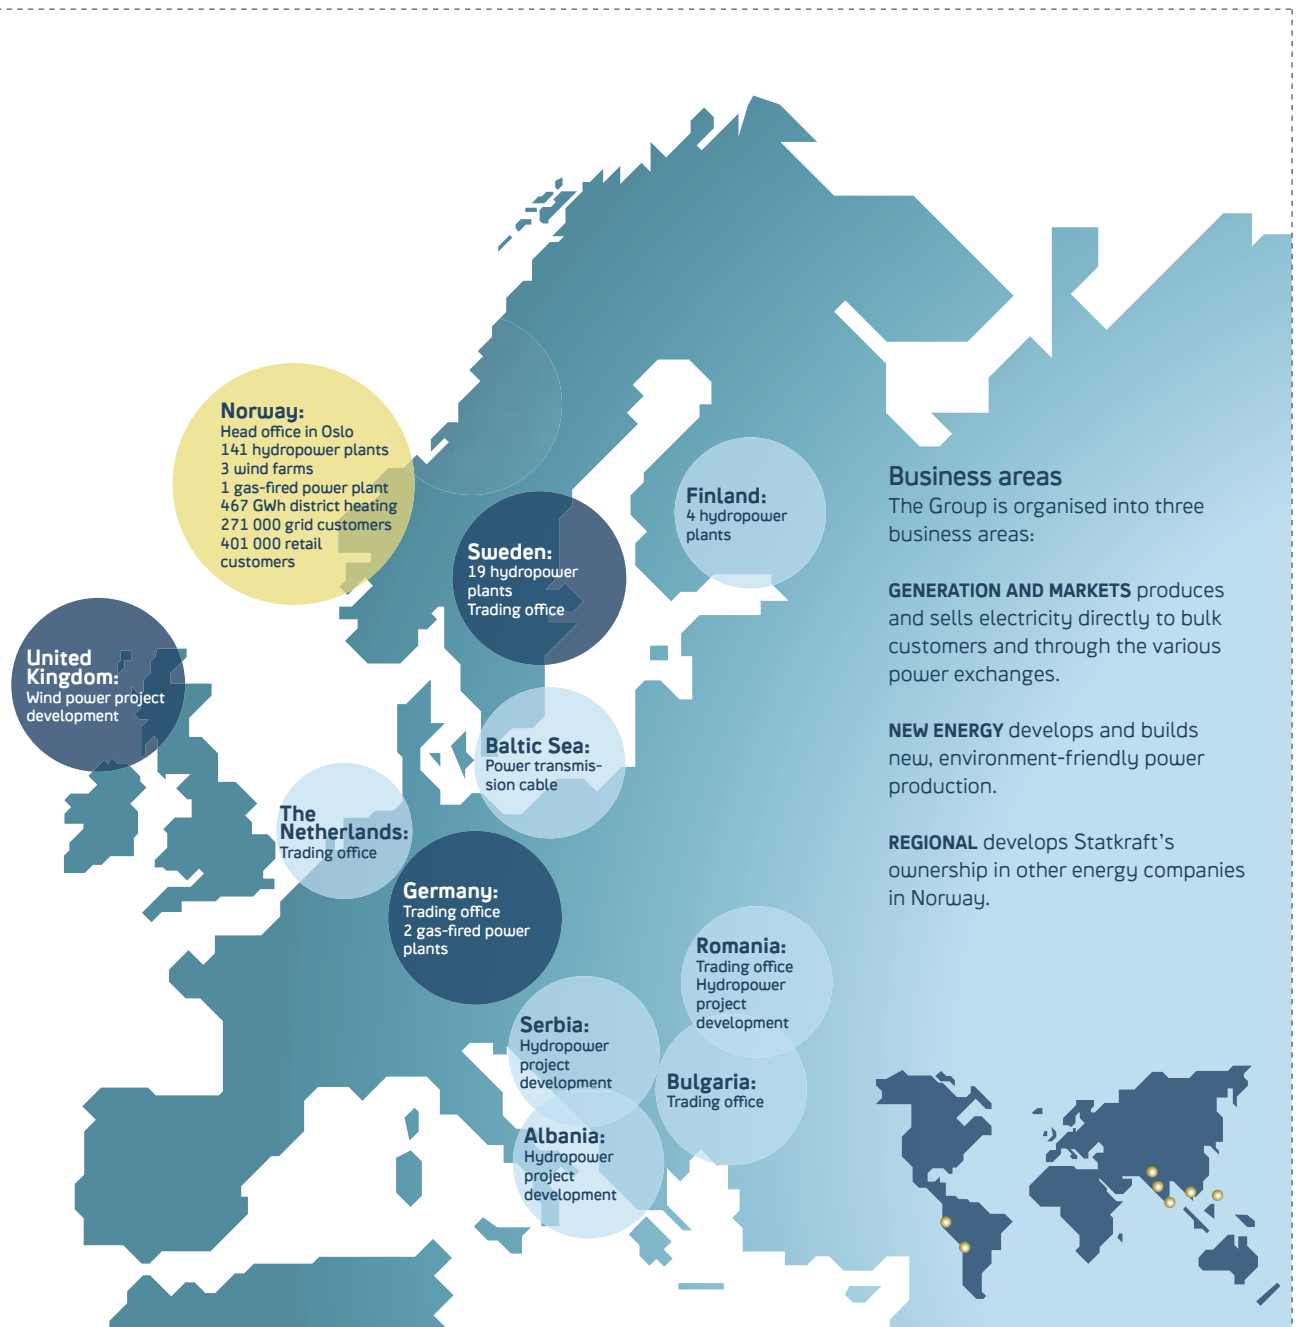 Norway:
Head office in Oslo
141 hydropower plants
3 wind farms
1 gas-fired power plant
467 GWh district heating
271 000 grid customers
401 000 retail
customers
Finland:
4 hydropower
plants
Sweden:
19 hydropower
plants
Trading office
United
Kingdom:
Wind power project
development
Baltic Sea:
Power transmis-
sion cable
The
Netherlands:
Trading office
Germany:
Trading office
2 gas-fired power
plants
Romania:
Trading office
Hydropower
project
development
Serbia:
Hydropower
project
development
Bulgaria:
Trading office
Albania:
Hydropower
project
development
Business areas
The Group is organised into three
business areas:
GENERATION AND MARKETS produces
and sells electricity directly to bulk
customers and through the various
power exchanges.
NEW ENERGY develops and builds
new, environment-friendly power
production.
REGIONAL develops Statkraft's
ownership in other energy companies
in Norway.